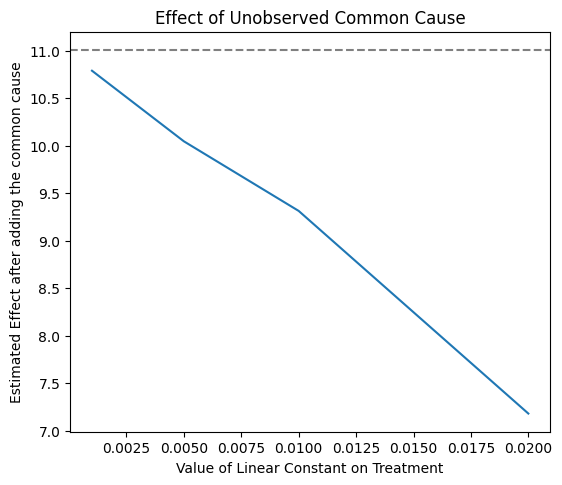 Effect of Unobserved Common Cause
Estimated Effect after adding the common cause
11.0
10.5
10.0
9.5
9.0
8.5
8.0
7.5
7.0
0.0025 0.0050 0.0075 0.0100 0.0125 0.0150 0.0175 0.0200
Value of Linear Constant on Treatment